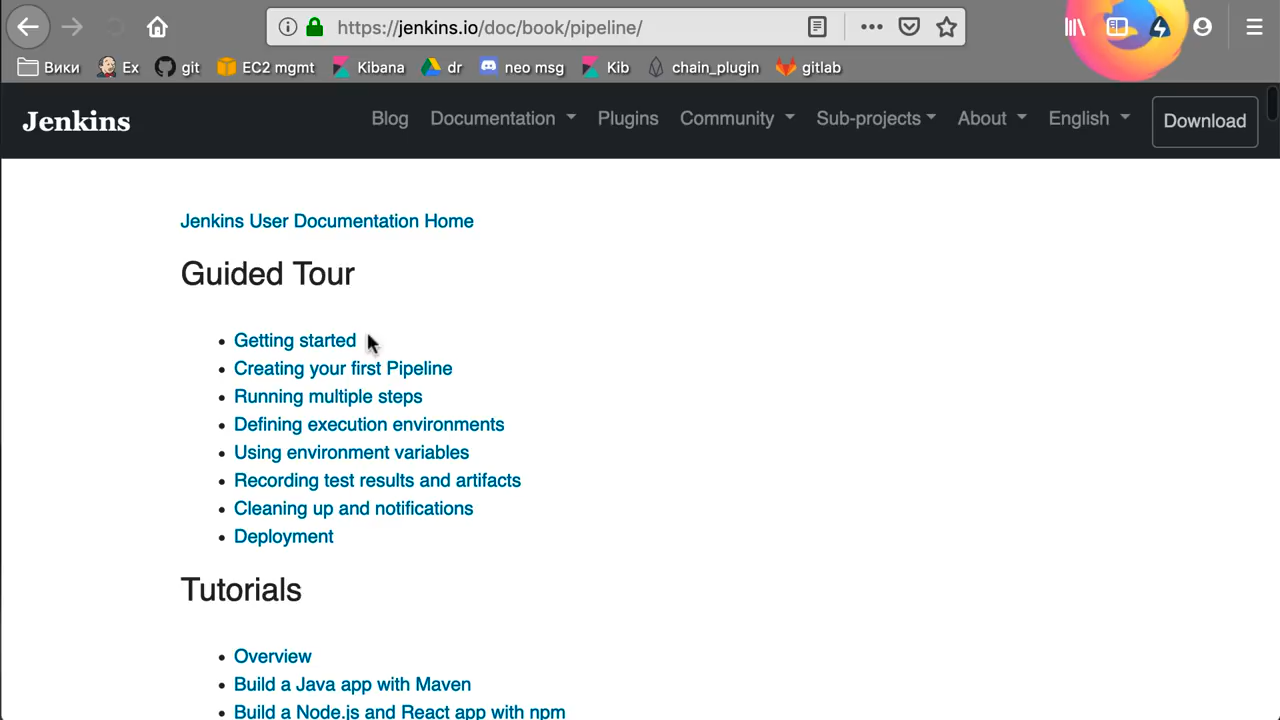 https://jenkins.io/doc/book/pipeline/
Вики Ex git EC2 mgmt Kibana dr neo msg Kib chain_plugin gitlab
Jenkins Blog Documentation Plugins Community Sub-projects About English Download
Jenkins User Documentation Home
Guided Tour
• Getting started
• Creating your first Pipeline
• Running multiple steps
• Defining execution environments
• Using environment variables
• Recording test results and artifacts
• Cleaning up and notifications
• Deployment
Tutorials
• Overview
• Build a Java app with Maven
• Build a Node.js and React app with npm